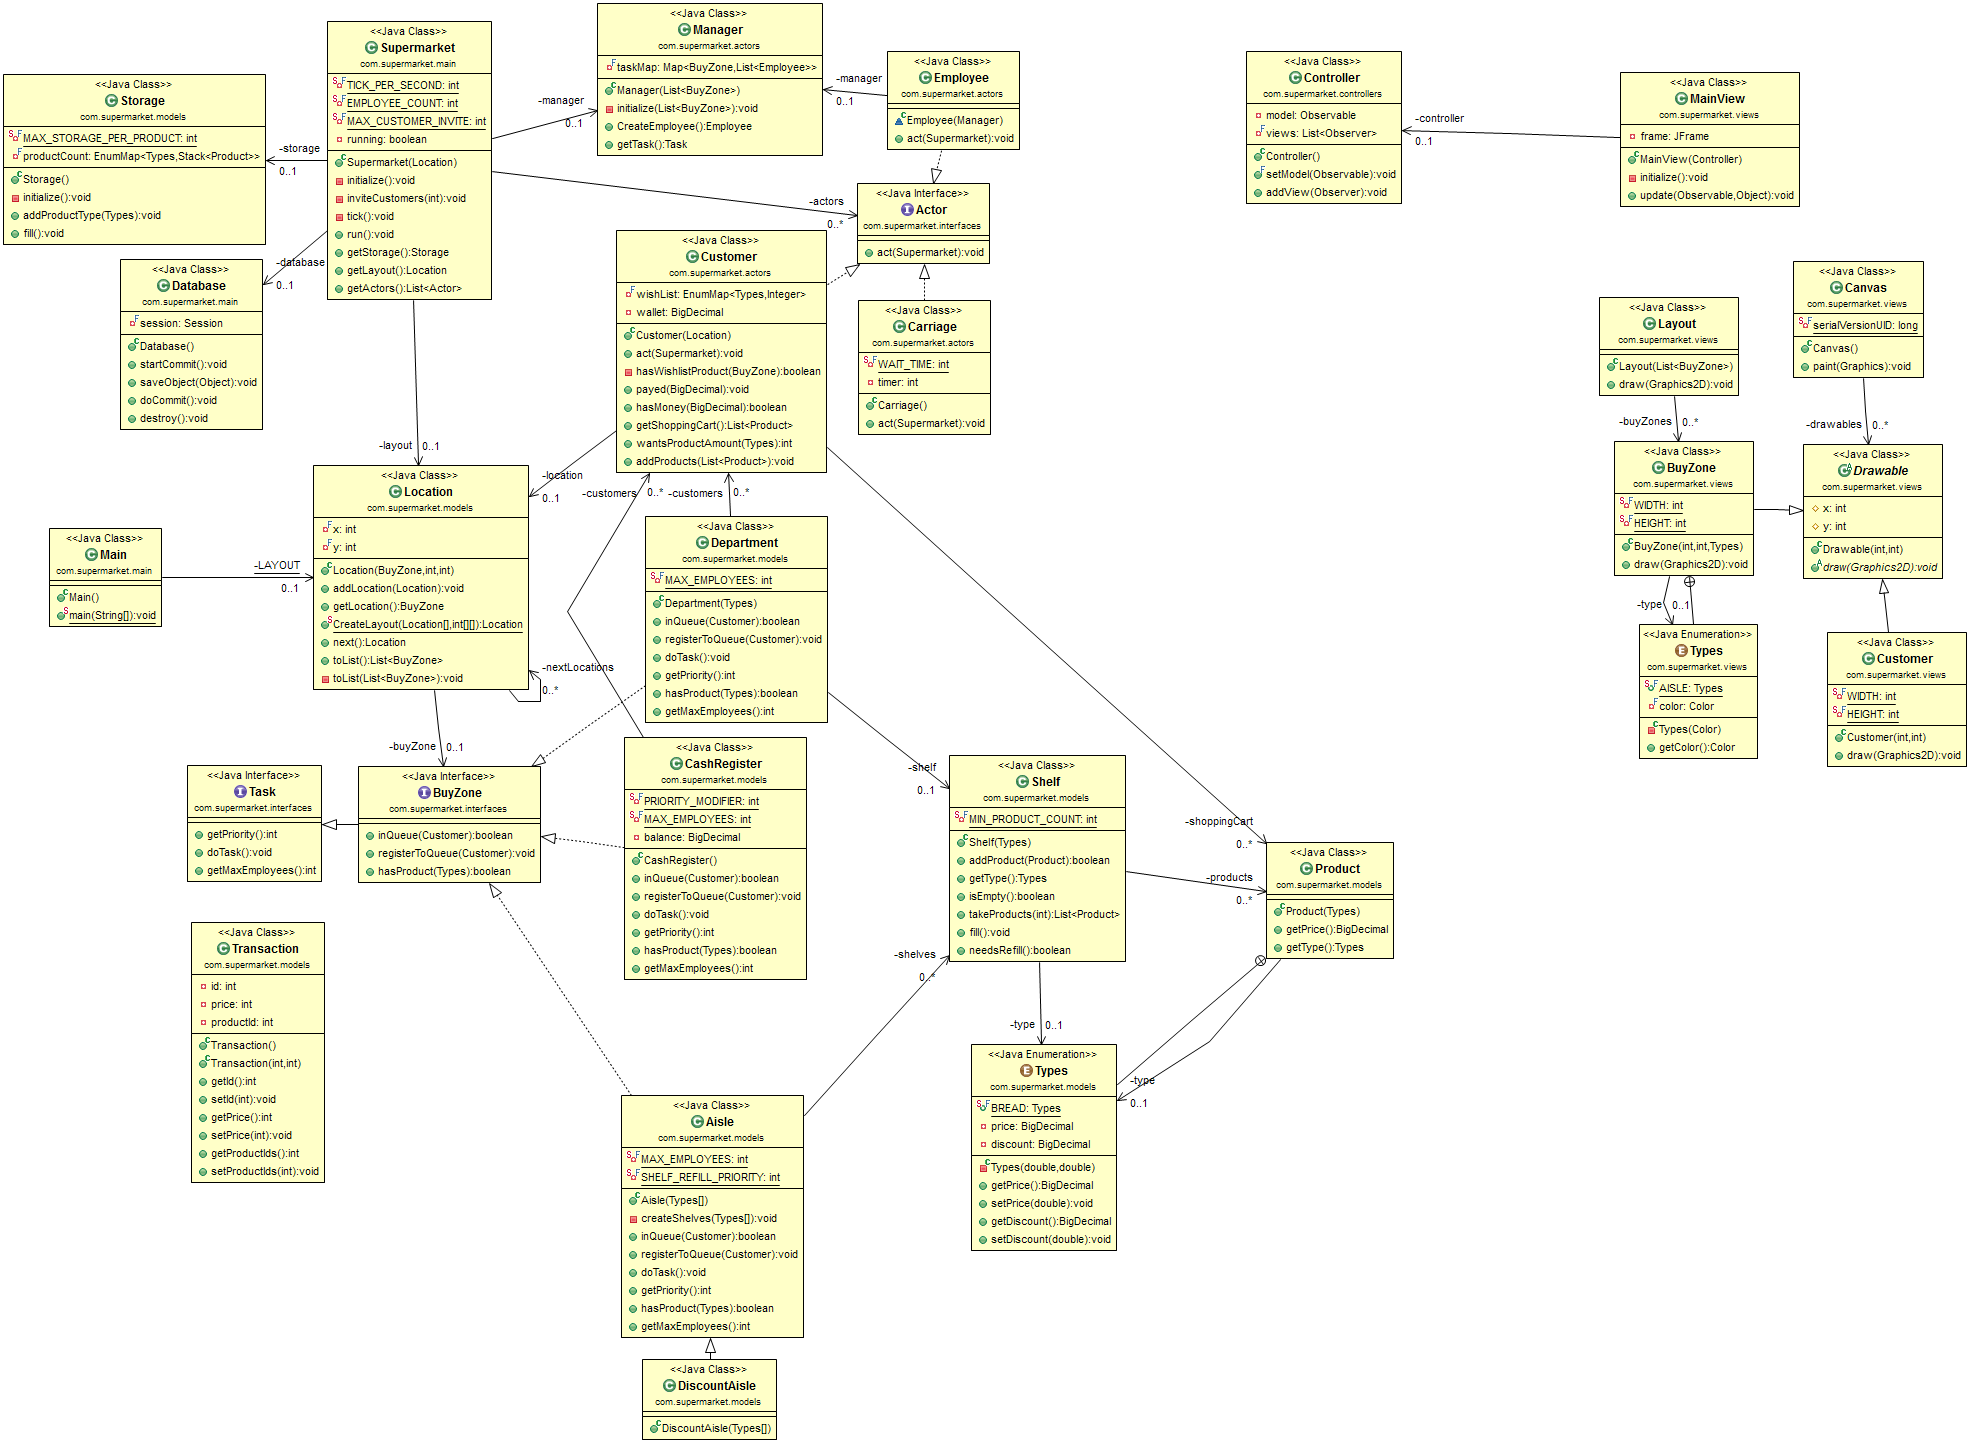 <<Java Class>>
Storage
com.supermarket.models
MAX_STORAGE_PER_PRODUCT: int
productCount: EnumMap<Types,Stack<Product>>
Storage()
initialize():void
addProductType(Types):void
fill():void
<<Java Class>>
Supermarket
com.supermarket.main
TICK_PER_SECOND: int
EMPLOYEE_COUNT: int
MAX_CUSTOMER_INVITE: int
running: boolean
Supermarket(Location)
initialize():void
inviteCustomers(int):void
tick():void
run():void
getStorage():Storage
getLayout():Location
getActors():List<Actor>
<<Java Class>>
Manager
com.supermarket.actors
taskMap: Map<BuyZone,List<Employee>>
Manager(List<BuyZone>)
initialize(List<BuyZone>):void
CreateEmployee():Employee
getTask():Task
<<Java Class>>
Employee
com.supermarket.actors
Employee(Manager)
act(Supermarket):void
-manager
0..1
-manager
0..1
-storage
0..1
-database
0..1
-actors
0..*
<<Java Interface>>
Actor
com.supermarket.interfaces
act(Supermarket):void
<<Java Class>>
Database
com.supermarket.main
session: Session
Database()
startCommit():void
saveObject(Object):void
doCommit():void
destroy():void
<<Java Class>>
Customer
com.supermarket.actors
wishList: EnumMap<Types,Integer>
wallet: BigDecimal
Customer(Location)
act(Supermarket):void
hasWishlistProduct(BuyZone):boolean
payed(BigDecimal):void
hasMoney(BigDecimal):boolean
getShoppingCart():List<Product>
wantsProductAmount(Types):int
addProducts(List<Product>):void
<<Java Class>>
Carriage
com.supermarket.actors
WAIT_TIME: int
timer: int
Carriage()
act(Supermarket):void
<<Java Class>>
Controller
com.supermarket.controllers
model: Observable
views: List<Observer>
Controller()
setModel(Observable):void
addView(Observer):void
-controller
0..1
<<Java Class>>
MainView
com.supermarket.views
frame: JFrame
MainView(Controller)
initialize():void
update(Observable,Object):void
<<Java Class>>
Layout
com.supermarket.views
Layout(List<BuyZone>)
draw(Graphics2D):void
<<Java Class>>
Canvas
com.supermarket.views
serialVersionUID: long
Canvas()
paint(Graphics):void
-buyZones
0..*
-drawables
0..*
<<Java Class>>
BuyZone
com.supermarket.views
WIDTH: int
HEIGHT: int
BuyZone(int,int,Types)
draw(Graphics2D):void
<<Java Class>>
Drawable
com.supermarket.views
x: int
y: int
Drawable(int,int)
draw(Graphics2D):void
-type
0..1
<<Java Enumeration>>
Types
com.supermarket.views
AISLE: Types
color: Color
Types(Color)
getColor():Color
<<Java Class>>
Customer
com.supermarket.views
WIDTH: int
HEIGHT: int
Customer(int,int)
draw(Graphics2D):void
-layout
0..1
-location
0..1
-customers
0..*
-customers
0..*
<<Java Class>>
Location
com.supermarket.models
x: int
y: int
Location(BuyZone,int,int)
addLocation(Location):void
getLocation():BuyZone
CreateLayout(Location[],int[][]):Location
next():Location
toList():List<BuyZone>
toList(List<BuyZone>):void
-nextLocations
0..*
<<Java Class>>
Main
com.supermarket.main
Main()
main(String[]):void
-LAYOUT
0..1
<<Java Class>>
Department
com.supermarket.models
MAX_EMPLOYEES: int
Department(Types)
inQueue(Customer):boolean
registerToQueue(Customer):void
doTask():void
getPriority():int
hasProduct(Types):boolean
getMaxEmployees():int
-buyZone
0..1
<<Java Interface>>
Task
com.supermarket.interfaces
getPriority():int
doTask():void
getMaxEmployees():int
<<Java Interface>>
BuyZone
com.supermarket.interfaces
inQueue(Customer):boolean
registerToQueue(Customer):void
hasProduct(Types):boolean
<<Java Class>>
CashRegister
com.supermarket.models
PRIORITY_MODIFIER: int
MAX_EMPLOYEES: int
balance: BigDecimal
CashRegister()
inQueue(Customer):boolean
registerToQueue(Customer):void
doTask():void
getPriority():int
hasProduct(Types):boolean
getMaxEmployees():int
-shelf
0..1
<<Java Class>>
Shelf
com.supermarket.models
MIN_PRODUCT_COUNT: int
Shelf(Types)
addProduct(Product):boolean
getType():Types
isEmpty():boolean
takeProducts(int):List<Product>
fill():void
needsRefill():boolean
-shoppingCart
0..*
-products
0..*
<<Java Class>>
Product
com.supermarket.models
Product(Types)
getPrice():BigDecimal
getType():Types
-shelves
0..*
<<Java Class>>
Transaction
com.supermarket.models
id: int
price: int
productId: int
Transaction()
Transaction(int,int)
getId():int
setId(int):void
getPrice():int
setPrice(int):void
getProductIds():int
setProductIds(int):void
-type
0..1
-type
0..1
<<Java Enumeration>>
Types
com.supermarket.models
BREAD: Types
price: BigDecimal
discount: BigDecimal
Types(double,double)
getPrice():BigDecimal
setPrice(double):void
getDiscount():BigDecimal
setDiscount(double):void
<<Java Class>>
Aisle
com.supermarket.models
MAX_EMPLOYEES: int
SHELF_REFILL_PRIORITY: int
Aisle(Types[])
createShelves(Types[]):void
inQueue(Customer):boolean
registerToQueue(Customer):void
doTask():void
getPriority():int
hasProduct(Types):boolean
getMaxEmployees():int
<<Java Class>>
DiscountAisle
com.supermarket.models
DiscountAisle(Types[])